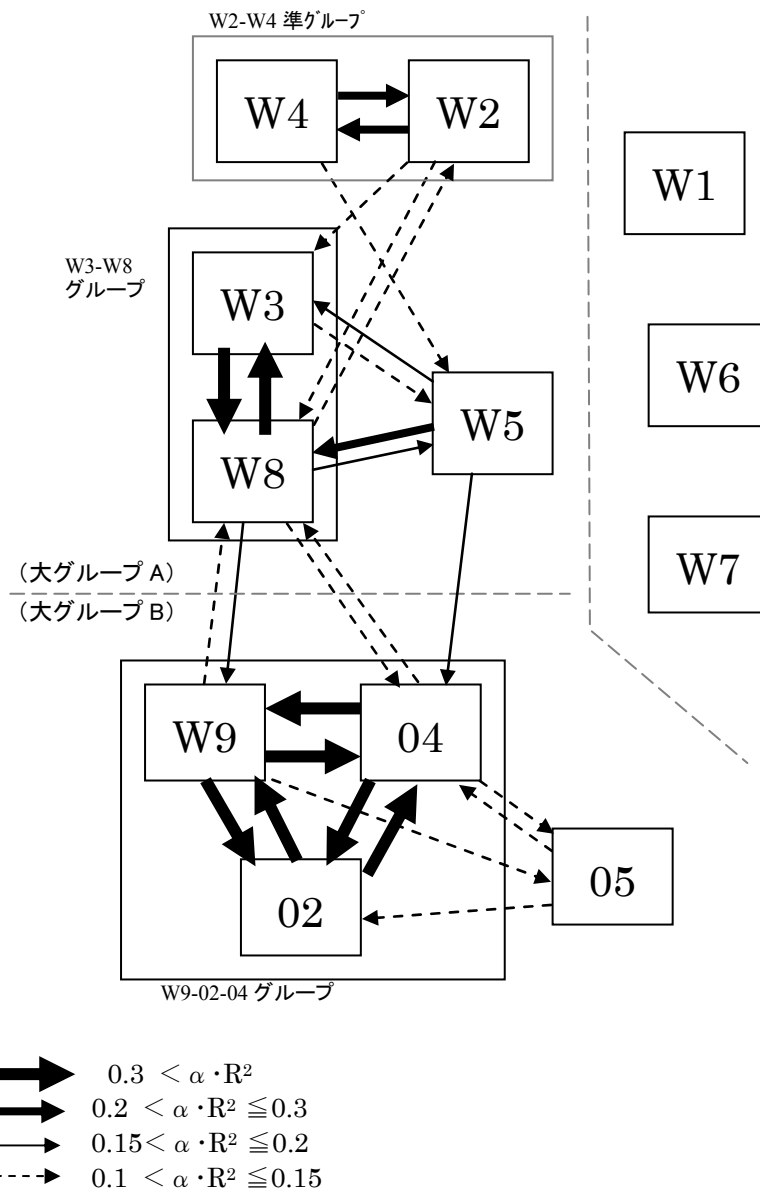 W2-W4 準ｸﾞﾙｰﾌﾟ
W4
W2
W1
W3-W8
グループ
W3
W6
W5
W8
W7
（大グループ A）
（大グループ B）
W9
04
05
02
W9-02-04 グループ
0.3 ＜α･R²
0.2 ＜α･R² ≦0.3
0.15＜α･R² ≦0.2
0.1 ＜α･R² ≦0.15